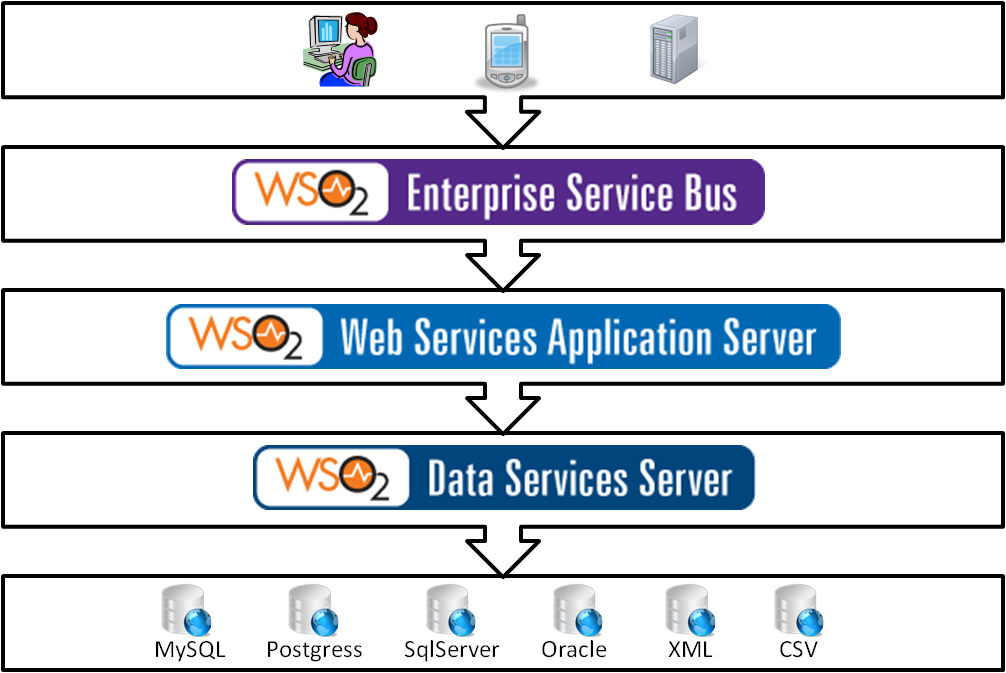 WSO2 Enterprise Service Bus
WSO2 Web Services Application Server
WSO2 Data Services Server
MySQL Postgress SqlServer Oracle XML CSV